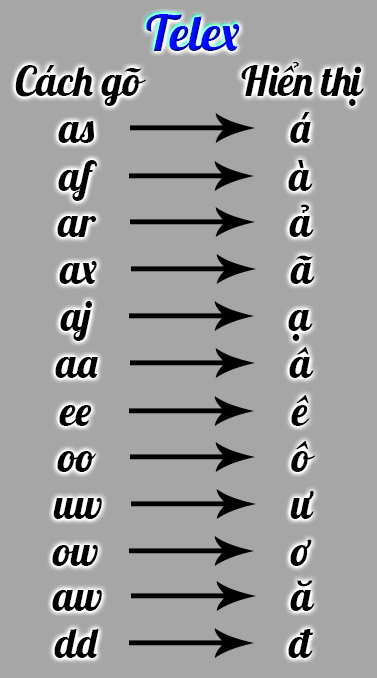 Telex
Cách gõ Hiển thị
as á
af à
ar ả
ax ã
aj ạ
aa â
ee ê
oo ô
uw ư
ow ơ
aw ă
dd đ